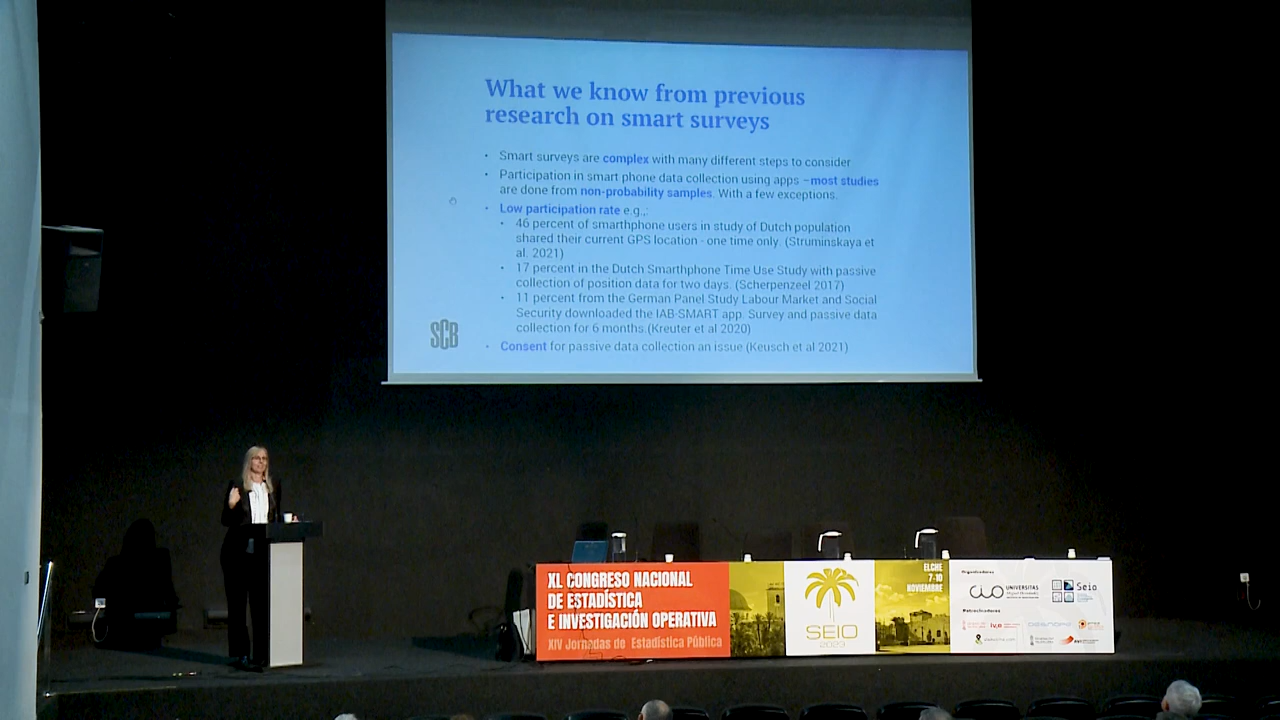 What we know from previous
research on smart surveys
• Smart surveys are complex with many different steps to consider
• Participation in smart phone data collection using apps –most studies
are done from non-probability samples. With a few exceptions.
• Low participation rate e.g.,:
• 46 percent of smarthphone users in study of Dutch population
shared their current GPS location - one time only. (Struminskaya et
al. 2021)
• 17 percent in the Dutch Smarthphone Time Use Study with passive
collection of position data for two days. (Scherpenzeel 2017)
• 11 percent from the German Panel Study Labour Market and Social
Security downloaded the IAB-SMART app. Survey and passive data
collection for 6 months.(Kreuter et al 2020)
• Consent for passive data collection an issue (Keusch et al 2021)
SCB
XL CONGRESO NACIONAL
DE ESTADÍSTICA
E INVESTIGACIÓN OPERATIVA
XIV Jornadas de Estadística Pública
SEIO
2023
ELCHE
7-10
NOVIEMBRE
Organizadores
CIO UNIVERSITAS
Miguel Hernández
Seio
Patrocinadores